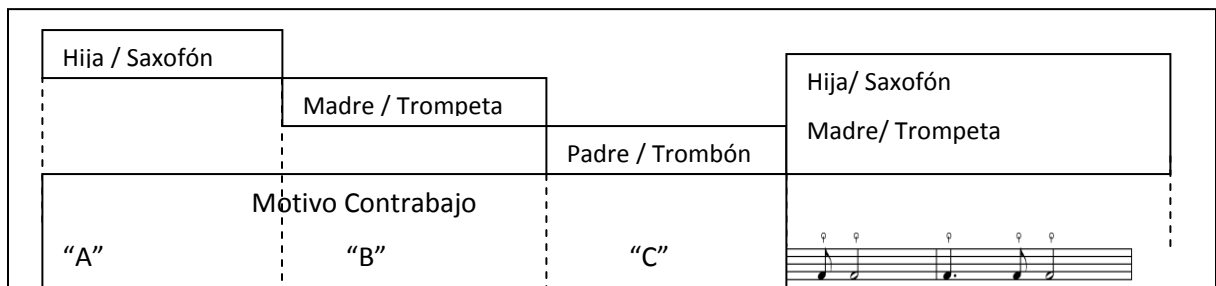 Hija / Saxofón
Madre / Trompeta
Padre / Trombón
Hija/ Saxofón
Madre/ Trompeta
Motivo Contrabajo
“A” “B” “C”